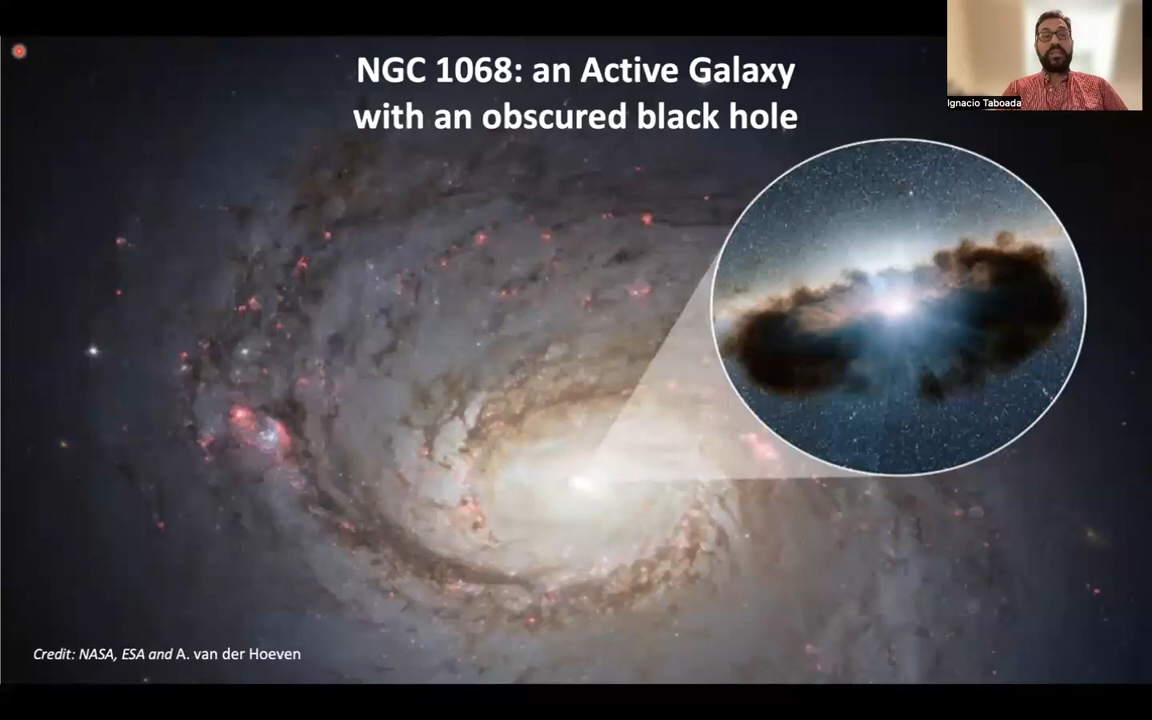 NGC 1068: an Active Galaxy
with an obscured black hole
Ignacio Taboada
Credit: NASA, ESA and A. van der Hoeven